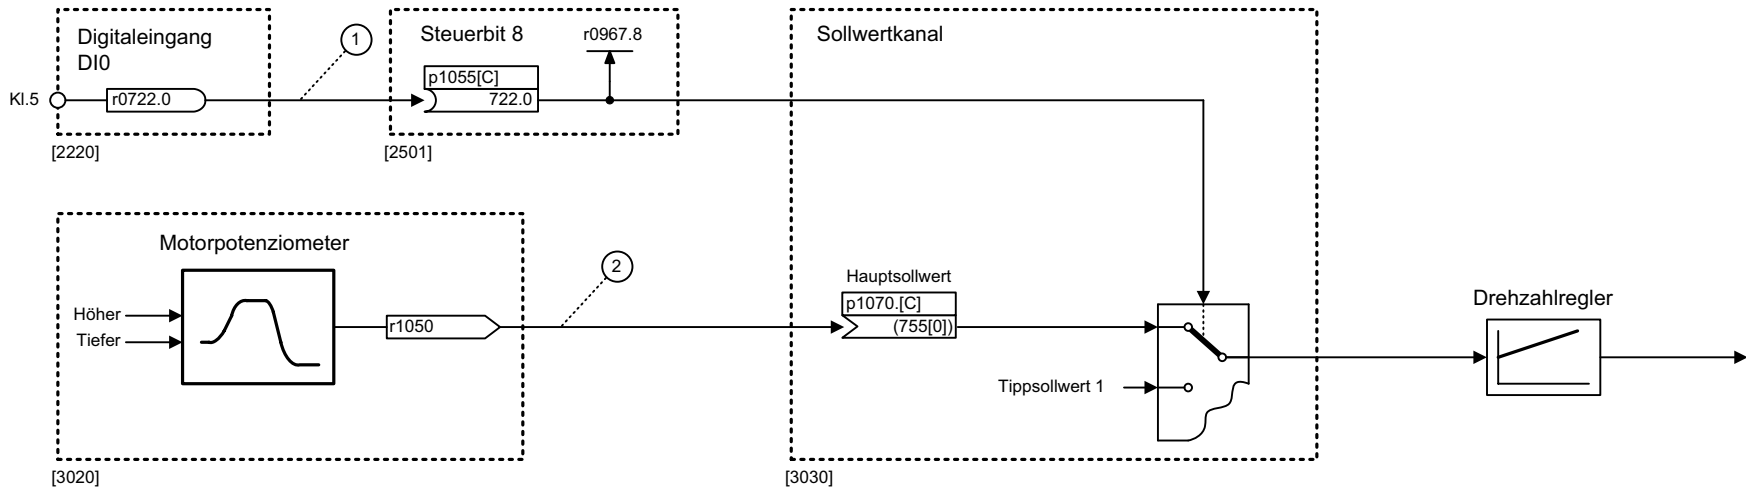 Digitaleingang
DI0
Kl.5
r0722.0
[2220]
1
Steuerbit 8
r0967.8
p1055[C]
722.0
[2501]
Sollwertkanal
Motorpotenziometer
Höher
Tiefer
r1050
[3020]
2
Hauptsollwert
p1070.[C]
(755[0])
Tippsollwert 1
[3030]
Drehzahlregler